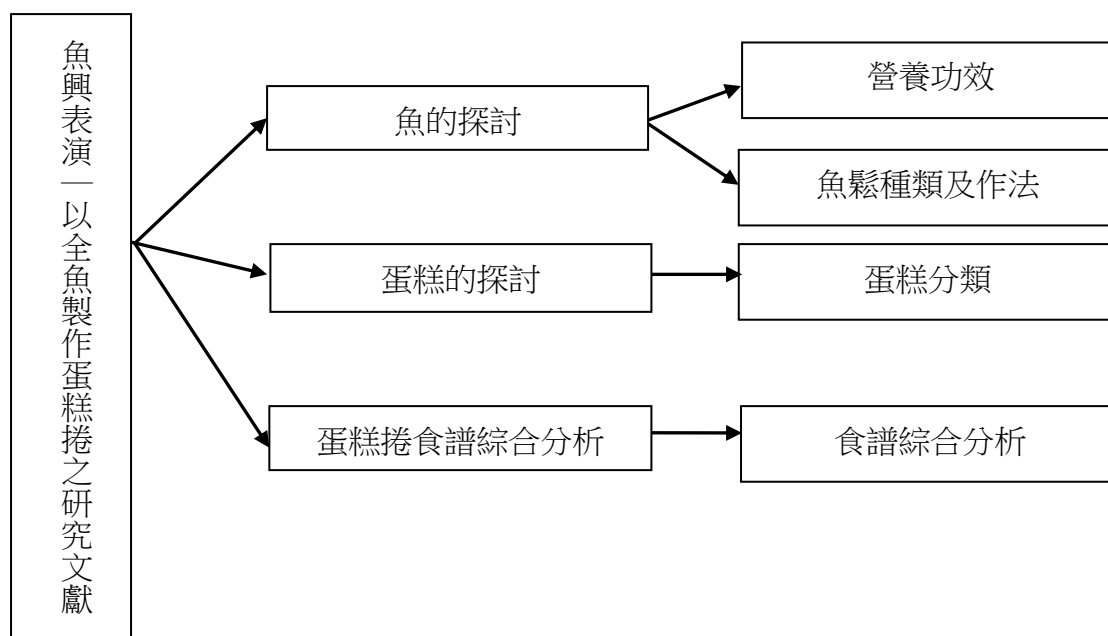 魚興表演—以全魚製作蛋糕捲之研究文獻
魚的探討
營養功效
魚鬆種類及作法
蛋糕的探討
蛋糕分類
蛋糕捲食譜綜合分析
食譜綜合分析